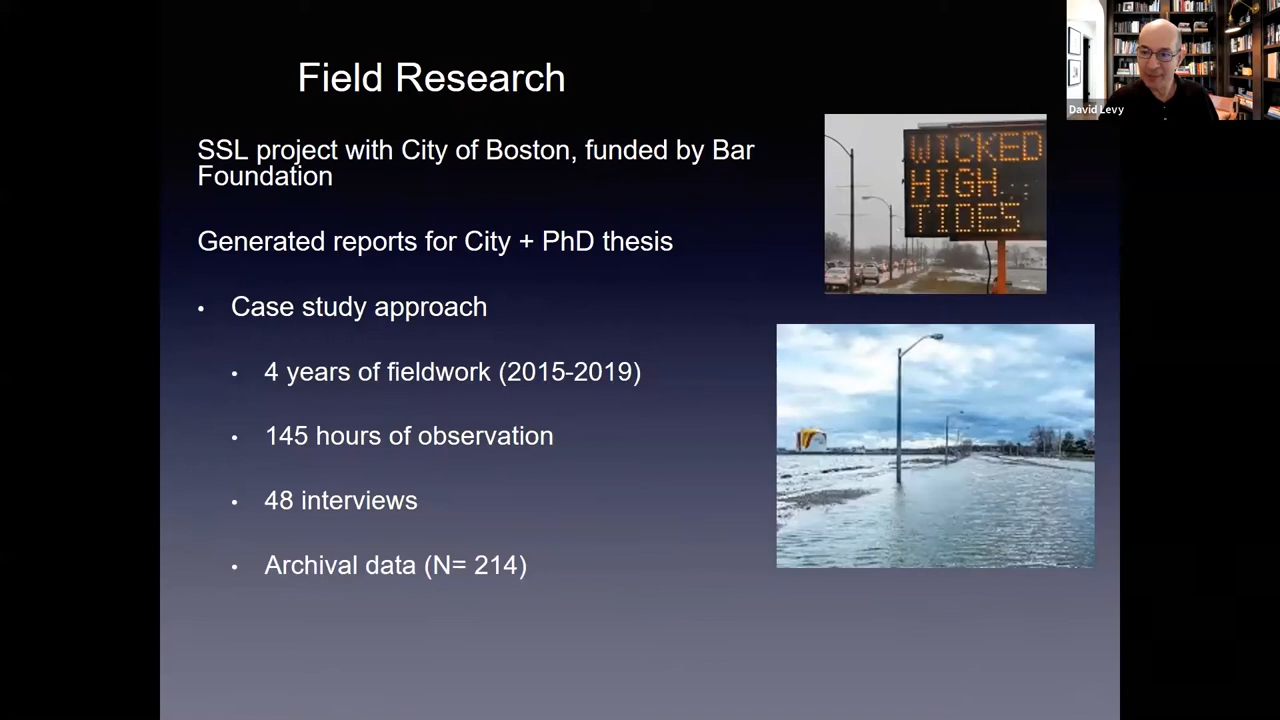 Field Research
SSL project with City of Boston, funded by Bar
Foundation
Generated reports for City + PhD thesis
• Case study approach
• 4 years of fieldwork (2015-2019)
• 145 hours of observation
• 48 interviews
• Archival data (N= 214)
WICKED
HIGH
TIDES
David Levy